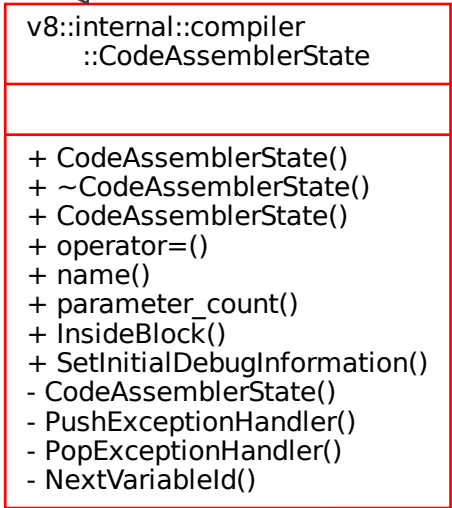 v8::internal::compiler
::CodeAssemblerState
+ CodeAssemblerState()
+ ~CodeAssemblerState()
+ CodeAssemblerState()
+ operator=()
+ name()
+ parameter_count()
+ InsideBlock()
+ SetInitialDebugInformation()
- CodeAssemblerState()
- PushExceptionHandler()
- PopExceptionHandler()
- NextVariableId()